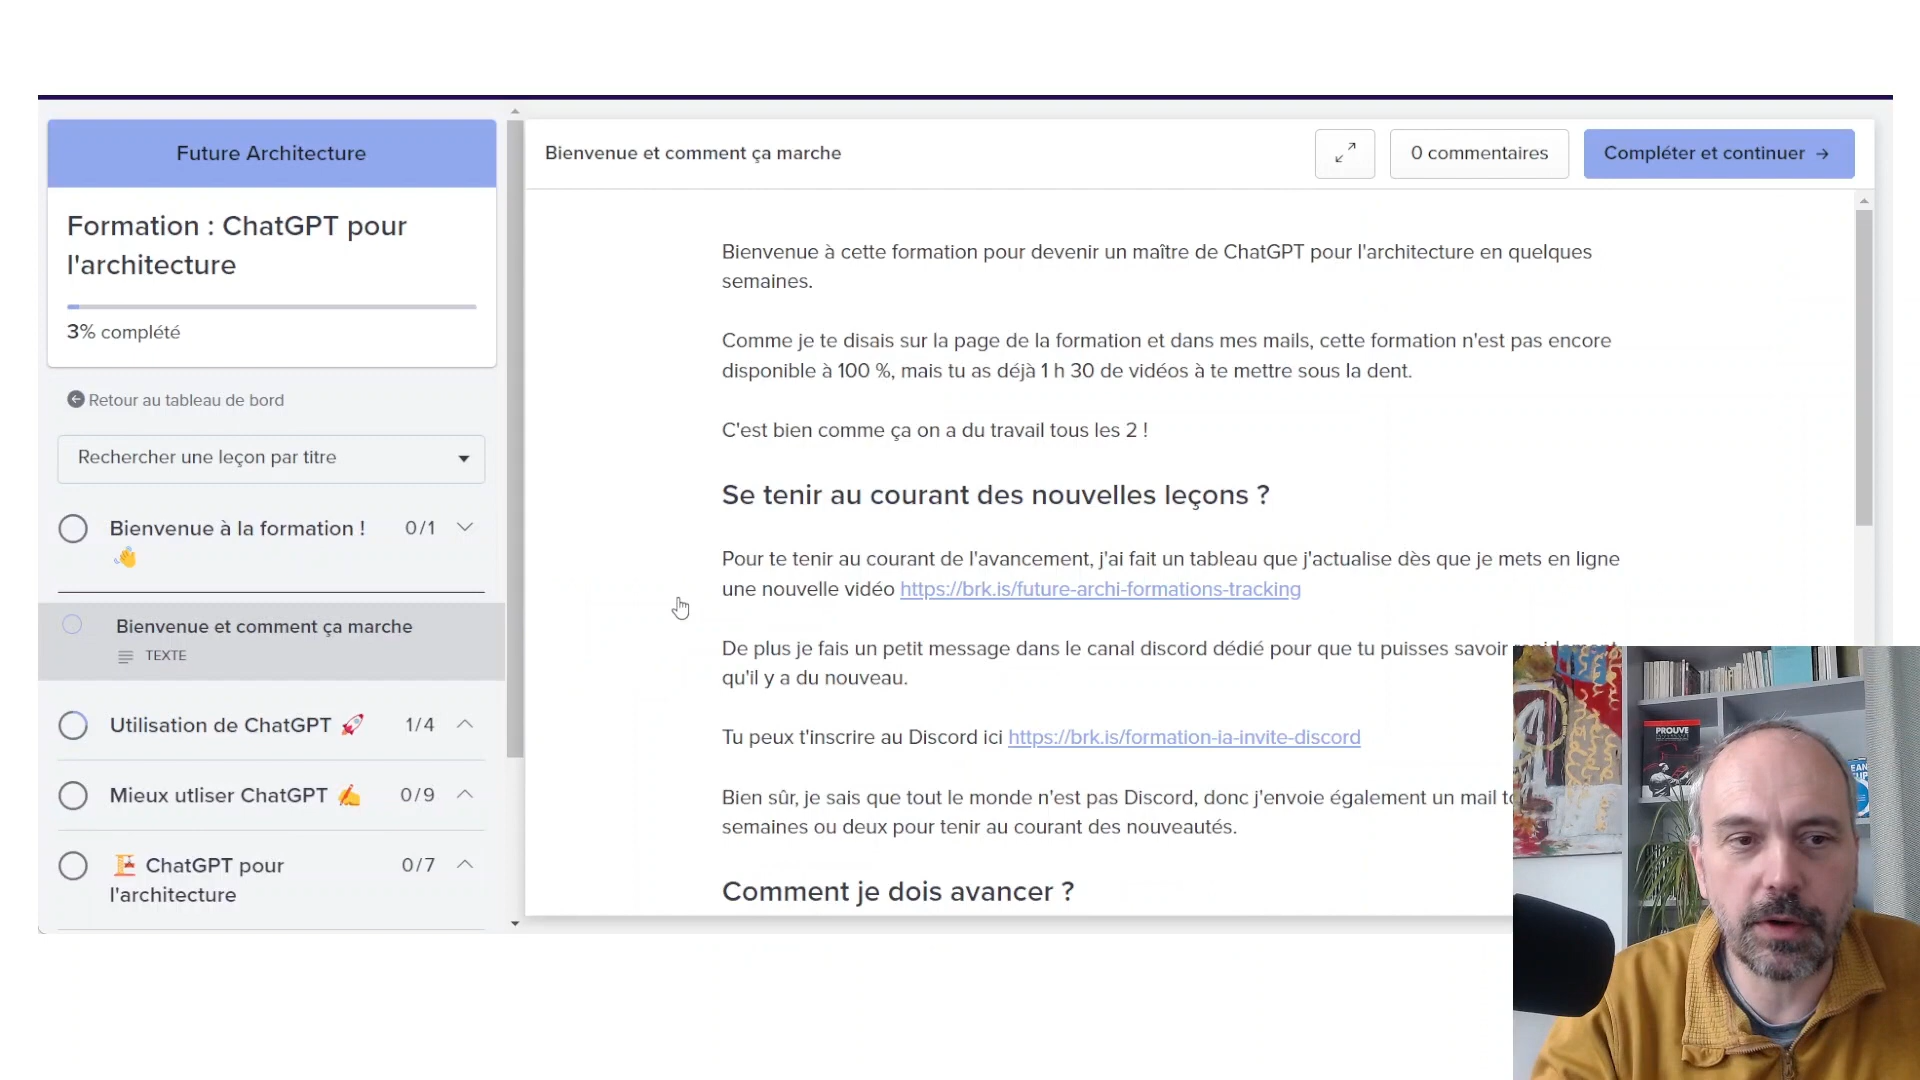 Future Architecture
Formation : ChatGPT pour
l'architecture
3% complété
Retour au tableau de bord
Rechercher une leçon par titre
Bienvenue à la formation !
👋
0/1
Bienvenue et comment ça marche
TEXTE
Utilisation de ChatGPT 🚀
1/4
Mieux utliser ChatGPT ✍️
0/9
🏗️ ChatGPT pour
l'architecture
0/7
Bienvenue et comment ça marche
0 commentaires
Compléter et continuer →
Bienvenue à cette formation pour devenir un maître de ChatGPT pour l'architecture en quelques
semaines.
Comme je te disais sur la page de la formation et dans mes mails, cette formation n'est pas encore
disponible à 100 %, mais tu as déjà 1 h 30 de vidéos à te mettre sous la dent.
C'est bien comme ça on a du travail tous les 2 !
Se tenir au courant des nouvelles leçons ?
Pour te tenir au courant de l'avancement, j'ai fait un tableau que j'actualise dès que je mets en ligne
une nouvelle vidéo https://brk.is/future-archi-formations-tracking
De plus je fais un petit message dans le canal discord dédié pour que tu puisses savoir
qu'il y a du nouveau.
Tu peux t'inscrire au Discord ici https://brk.is/formation-ia-invite-discord
Bien sûr, je sais que tout le monde n'est pas Discord, donc j'envoie également un mail
semaines ou deux pour tenir au courant des nouveautés.
Comment je dois avancer ?
PROUVE